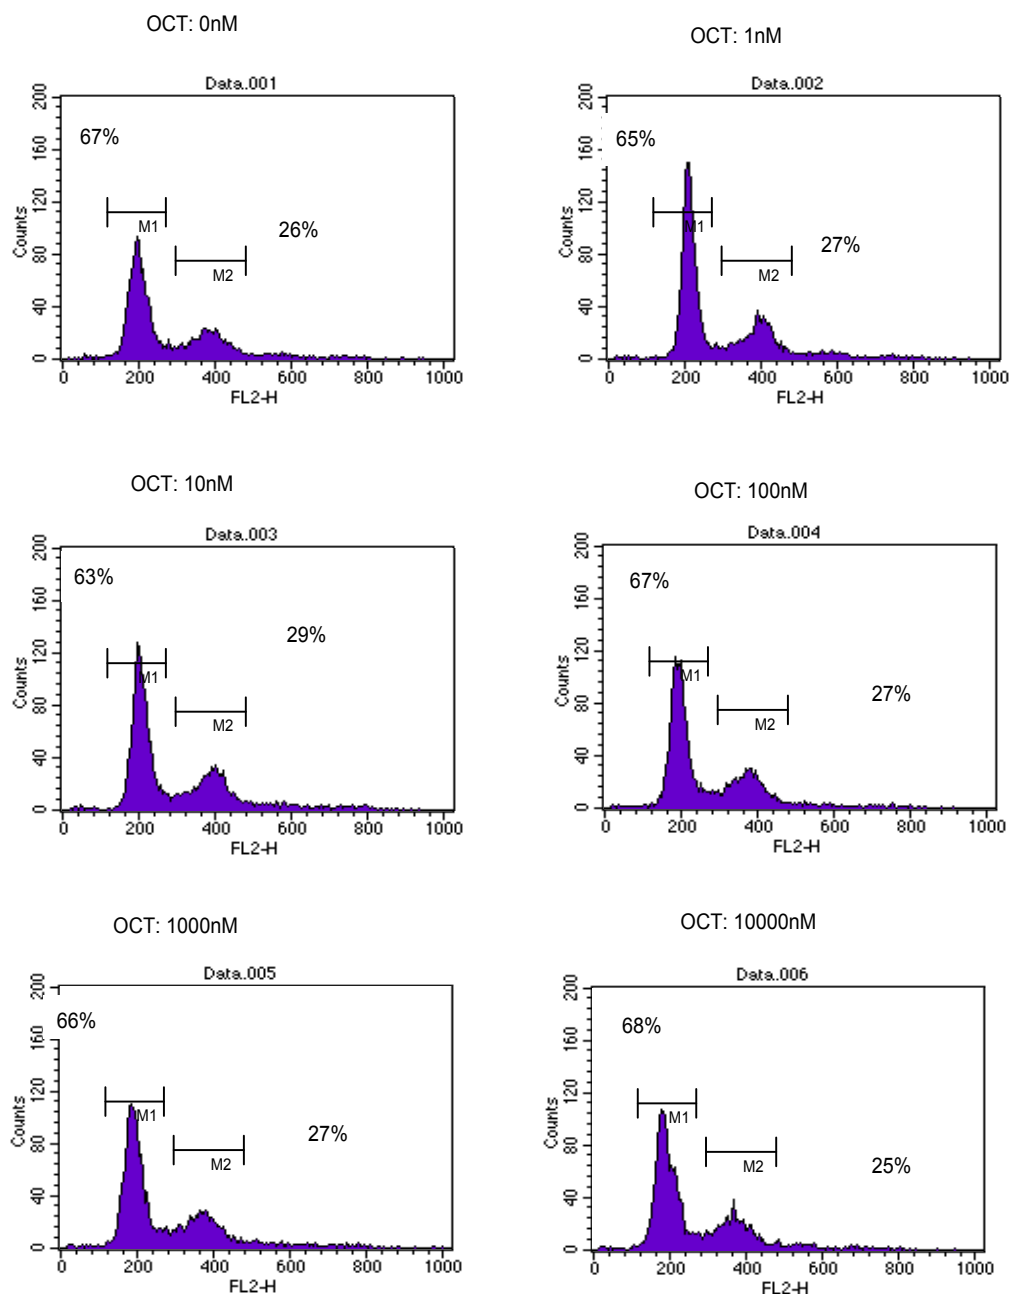 OCT: 0nM
Data.001
200
160
120
80
40
0
Counts
67%
M1
26%
M2
0 200 400 600 800 1000
FL2-H
OCT: 1nM
Data.002
200
160
120
80
40
0
Counts
65%
M1
27%
M2
0 200 400 600 800 1000
FL2-H
OCT: 10nM
Data.003
200
160
120
80
40
0
Counts
63%
M1
29%
M2
0 200 400 600 800 1000
FL2-H
OCT: 100nM
Data.004
200
160
120
80
40
0
Counts
67%
M1
27%
M2
0 200 400 600 800 1000
FL2-H
OCT: 1000nM
Data.005
200
160
120
80
40
0
Counts
66%
M1
27%
M2
0 200 400 600 800 1000
FL2-H
OCT: 10000nM
Data.006
200
160
120
80
40
0
Counts
68%
M1
25%
M2
0 200 400 600 800 1000
FL2-H